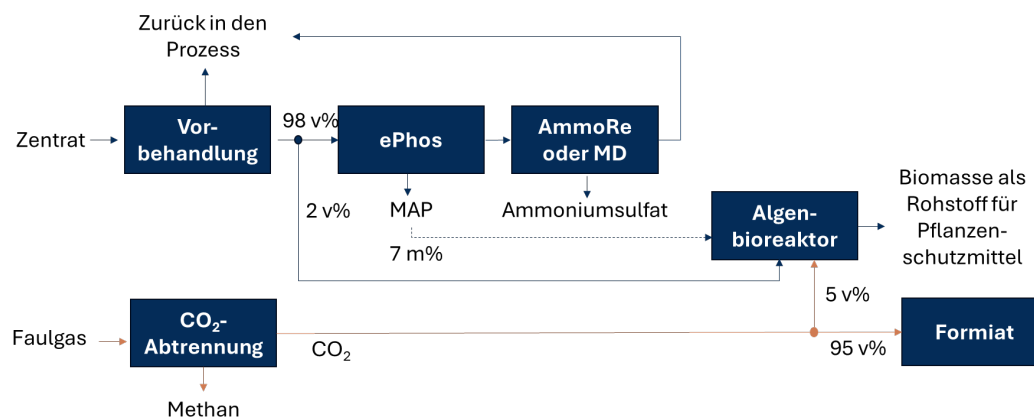 Zurück in den
Prozess
Zentrat
Vor-
behandlung
98 v%
ePhos
AmmoRe
oder MD
2 v%
MAP
Ammoniumsulfat
7 m%
Algen-
bioreaktor
Biomasse als
Rohstoff für
Pflanzen-
schutzmittel
5 v%
Faulgas
CO₂-
Abtrennung
CO₂
95 v%
Formiat
Methan